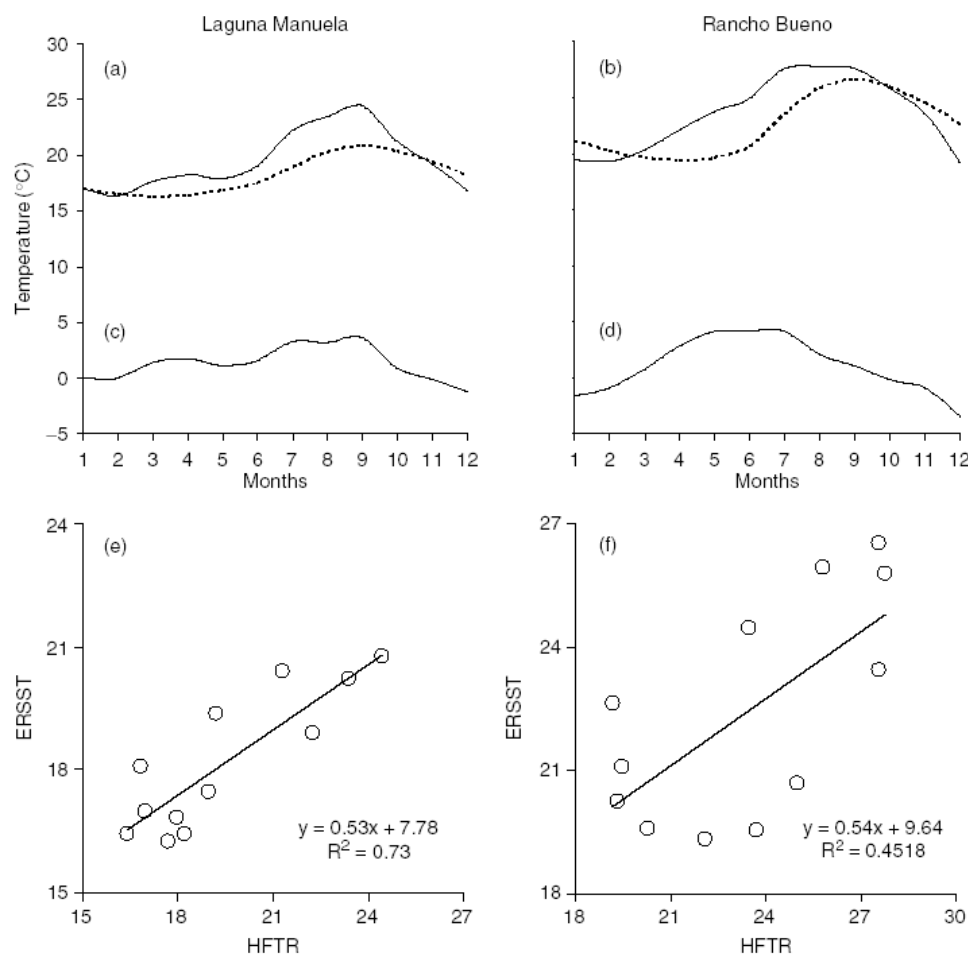 Laguna Manuela
Rancho Bueno
30
25
20
15
10
5
0
−5
Temperature (°C)
(a)
(b)
(c)
(d)
1 2 3 4 5 6 7 8 9 10 11 12
Months
1 2 3 4 5 6 7 8 9 10 11 12
Months
24
21
18
15
ERSST
(e)
y = 0.53x + 7.78
R² = 0.73
15 18 21 24 27
HFTR
27
24
21
18
ERSST
(f)
y = 0.54x + 9.64
R² = 0.4518
18 21 24 27 30
HFTR